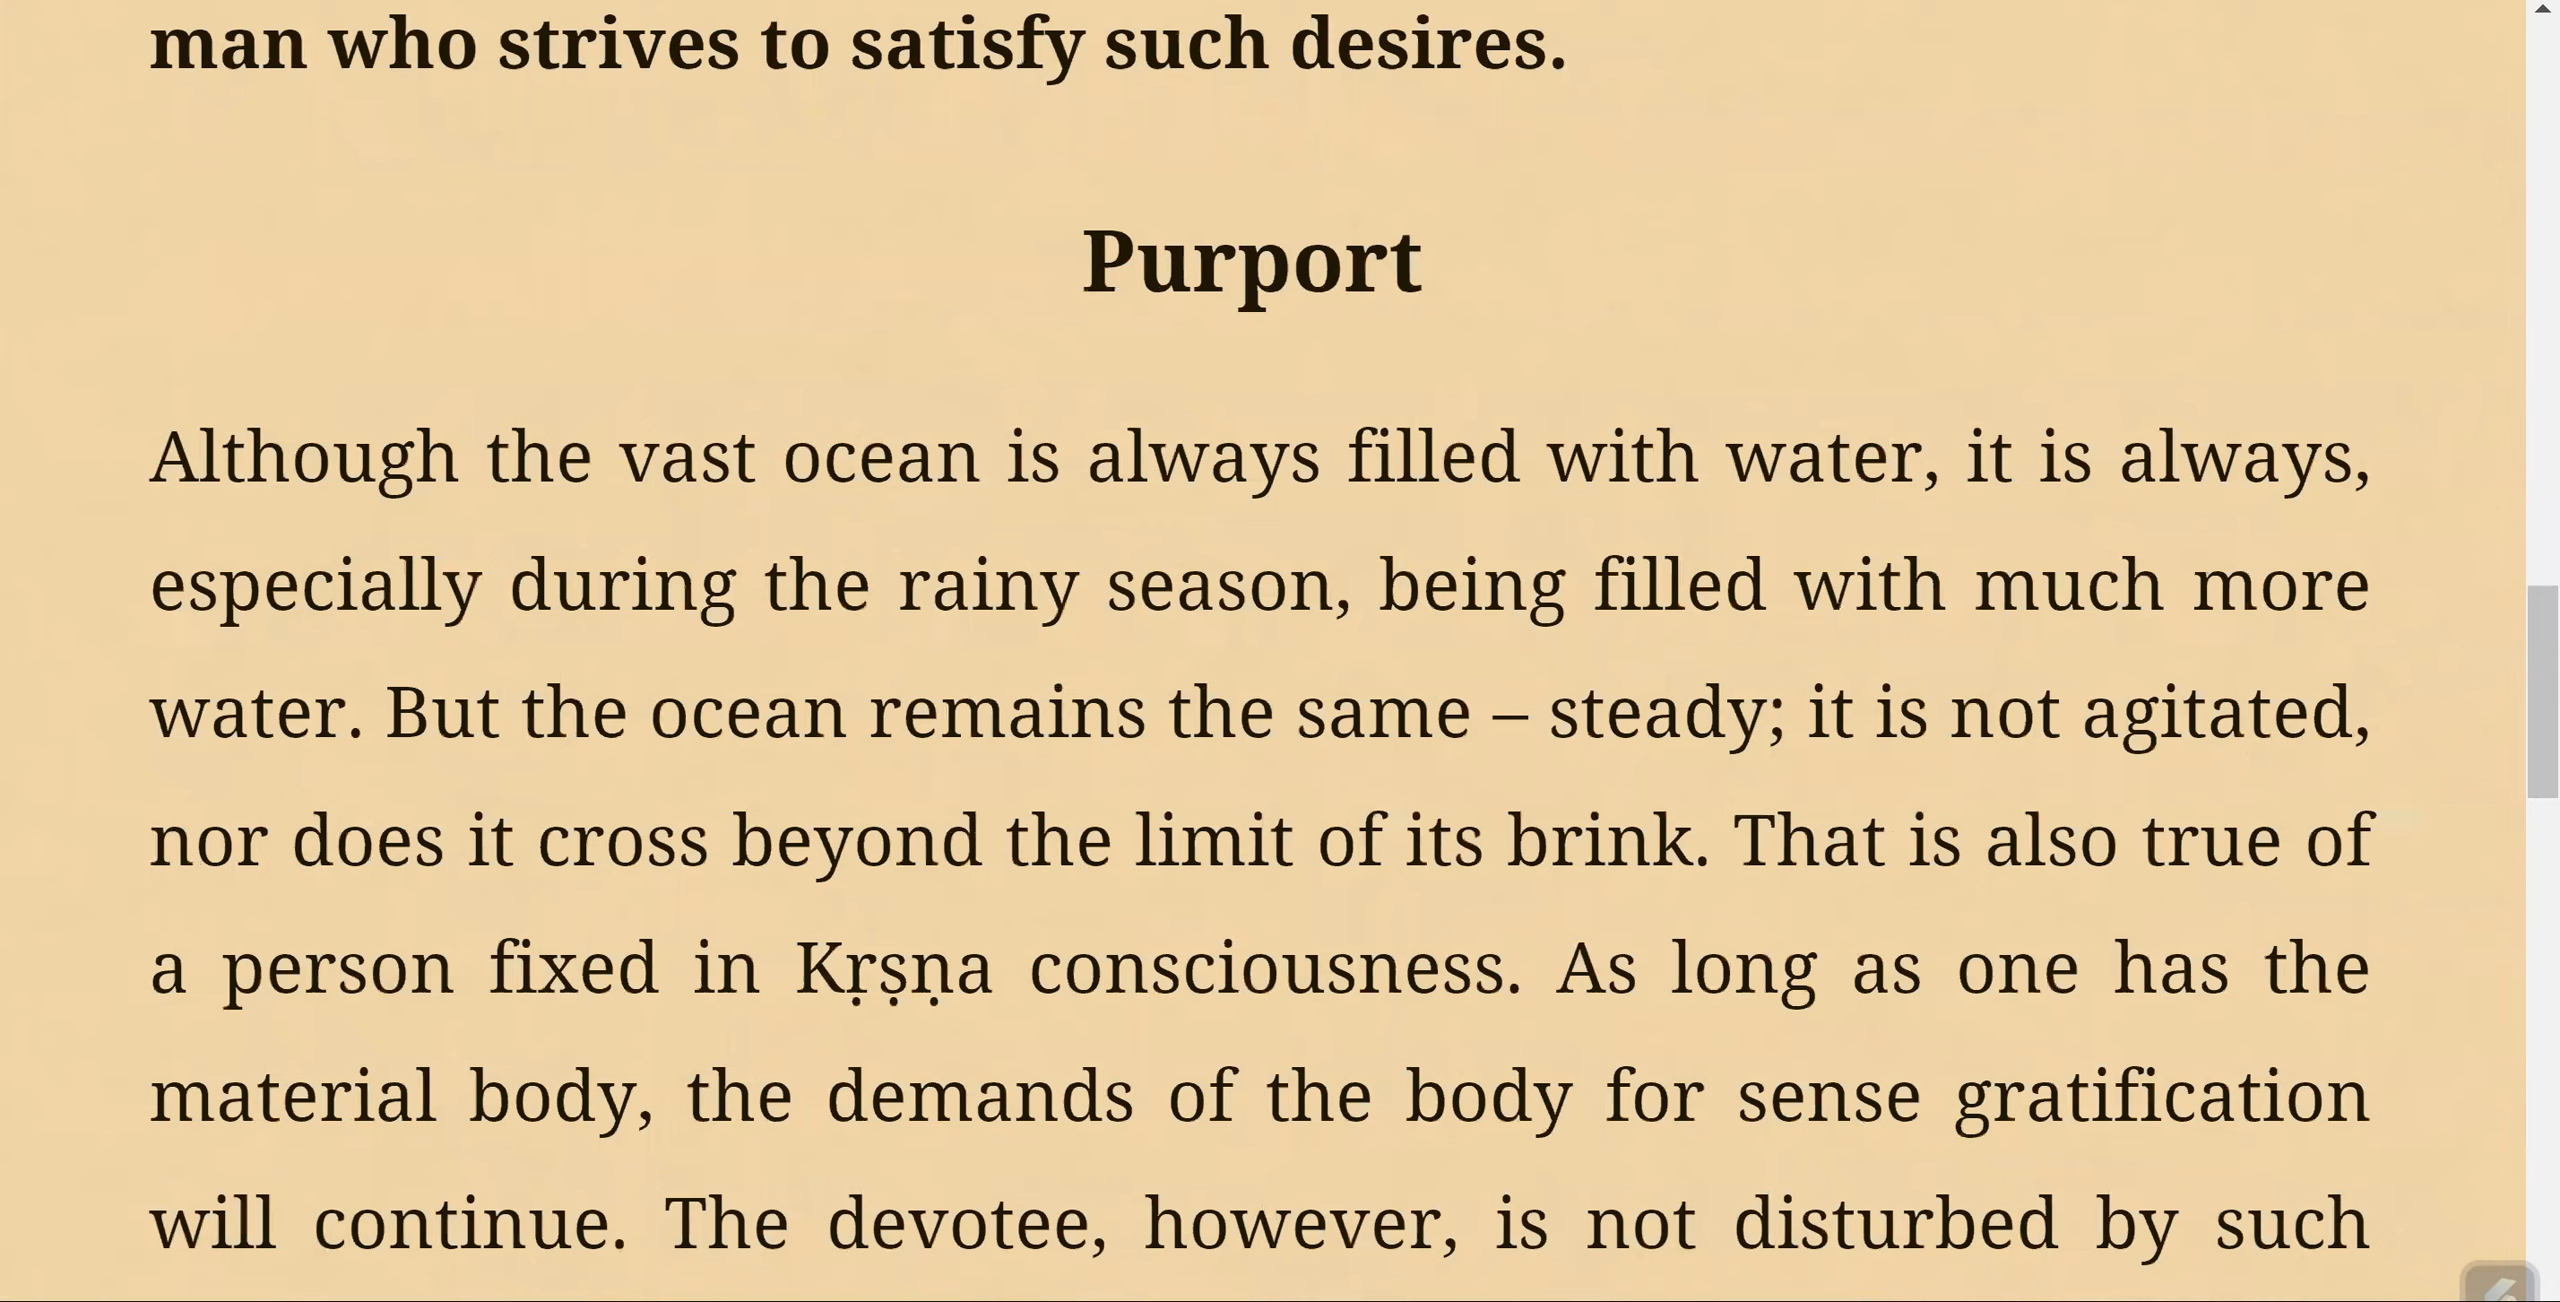 man who strives to satisfy such desires.
Purport
Although the vast ocean is always filled with water, it is always,
especially during the rainy season, being filled with much more
water. But the ocean remains the same – steady; it is not agitated,
nor does it cross beyond the limit of its brink. That is also true of
a person fixed in Kṛṣṇa consciousness. As long as one has the
material body, the demands of the body for sense gratification
will continue. The devotee, however, is not disturbed by such